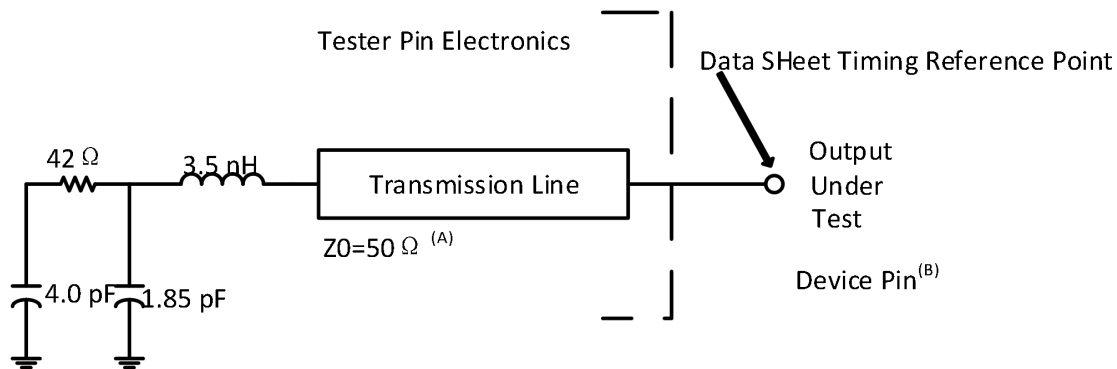 Tester Pin Electronics
Data SHeet Timing Reference Point
42 Ω
3.5 nH
Transmission Line
Output
Under
Test
Z0=50 Ω (A)
Device Pin(B)
4.0 pF
1.85 pF